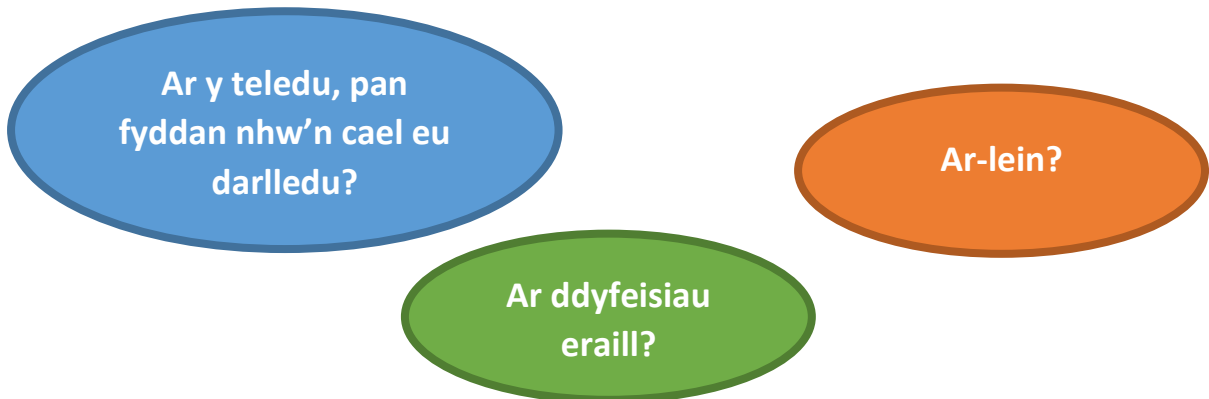 Ar y teledu, pan
fyddan nhw'n cael eu
darlledu?
Ar-lein?
Ar ddyfeisiau
eraill?